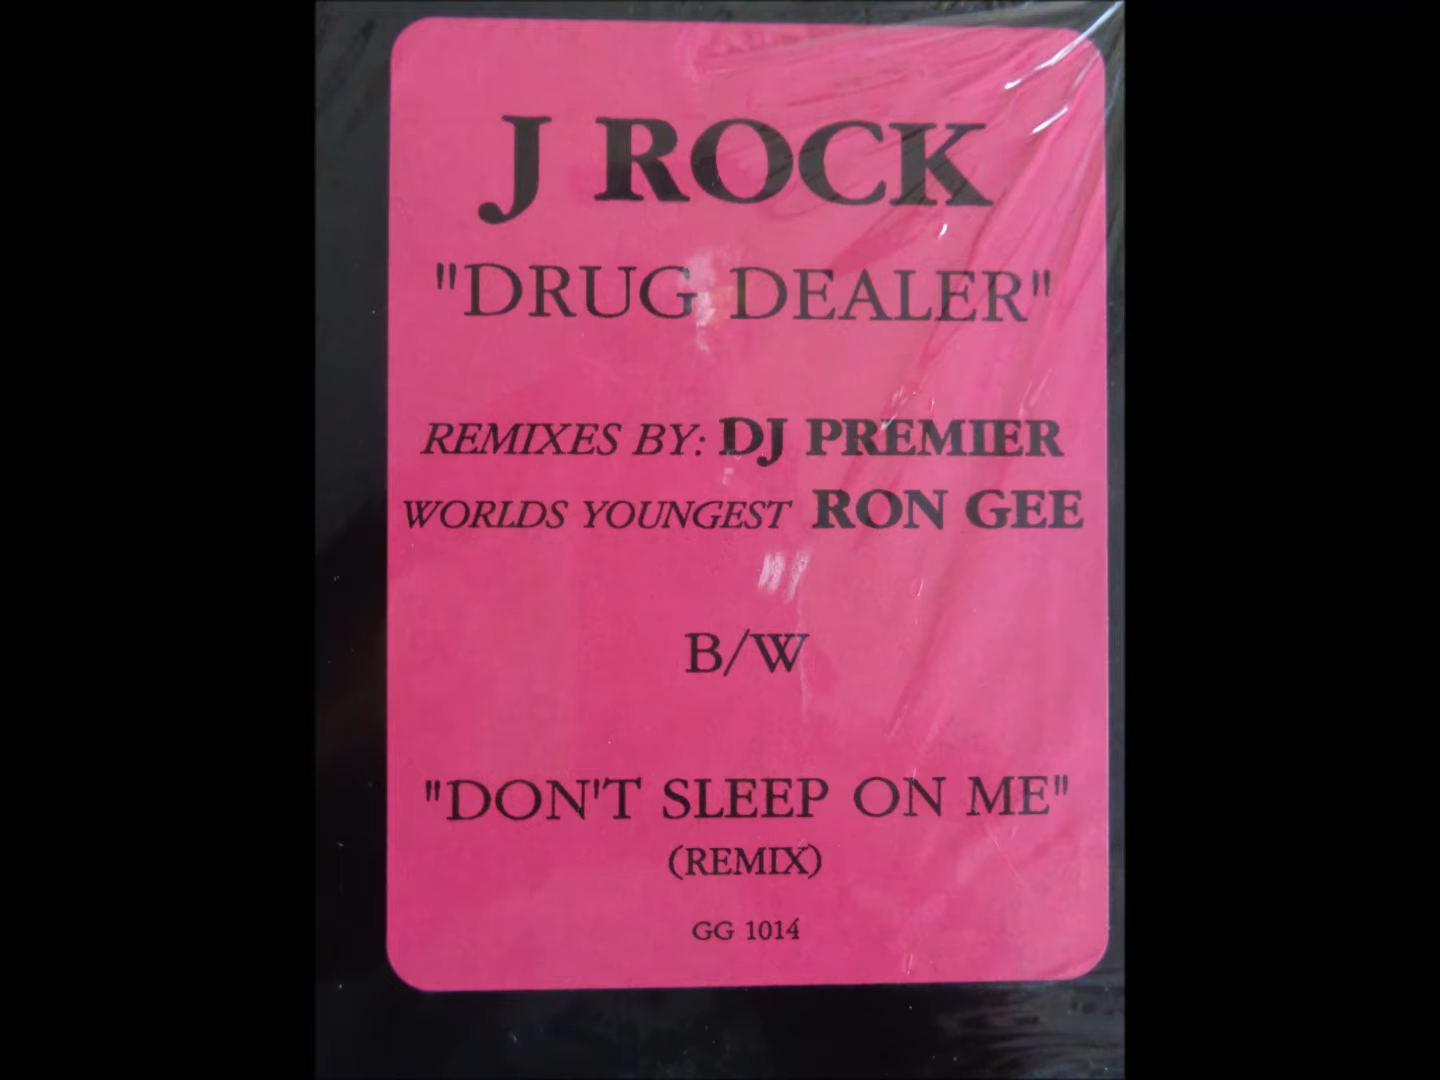 J ROCK
"DRUG DEALER"
REMIXES BY: DJ PREMIER
WORLDS YOUNGEST RON GEE
B/W
"DON'T SLEEP ON ME"
(REMIX)
GG 1014